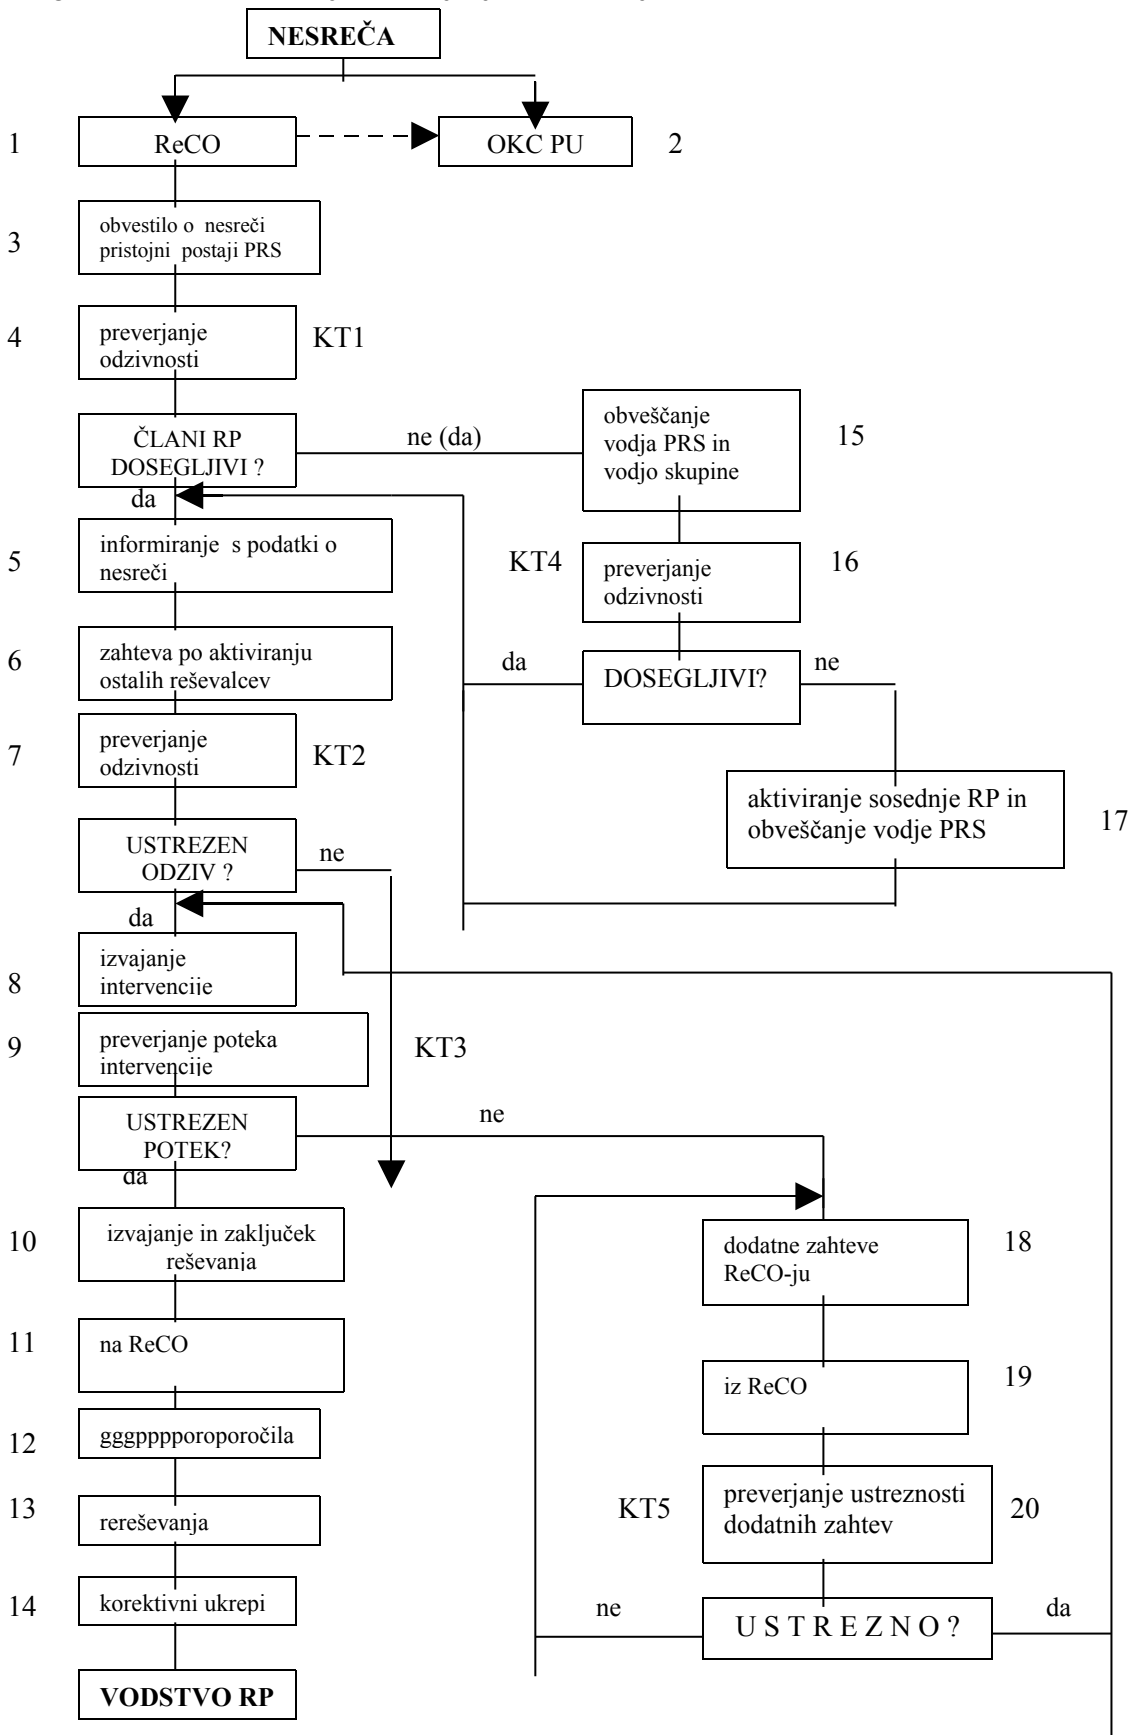 NESREČA
1
ReCO
OKC PU
2
3
obvestilo o nesreči
pristojni postaji PRS
4
preverjanje
odzivnosti
KT1
ČLANI RP
DOSEGLJIVI ?
ne (da)
obveščanje
vodja PRS in
vodjo skupine
15
da
5
informiranje s podatki o
nesreči
KT4
preverjanje
odzivnosti
16
6
zahteva po aktiviranju
ostalih reševalcev
da
DOSEGLJIVI?
ne
7
preverjanje
odzivnosti
KT2
aktiviranje sosednje RP in
obveščanje vodje PRS
17
USTREZEN
ODZIV ?
ne
da
8
izvajanje
intervencije
9
preverjanje poteka
intervencije
KT3
USTREZEN
POTEK?
ne
da
10
izvajanje in zaključek
reševanja
dodatne zahteve
ReCO-ju
18
11
na ReCO
iz ReCO
19
12
gggppppoporoporočila
13
rereševanja
KT5
preverjanje ustreznosti
dodatnih zahtev
20
14
korektivni ukrepi
ne
U S T R E Z N O ?
da
VODSTVO RP